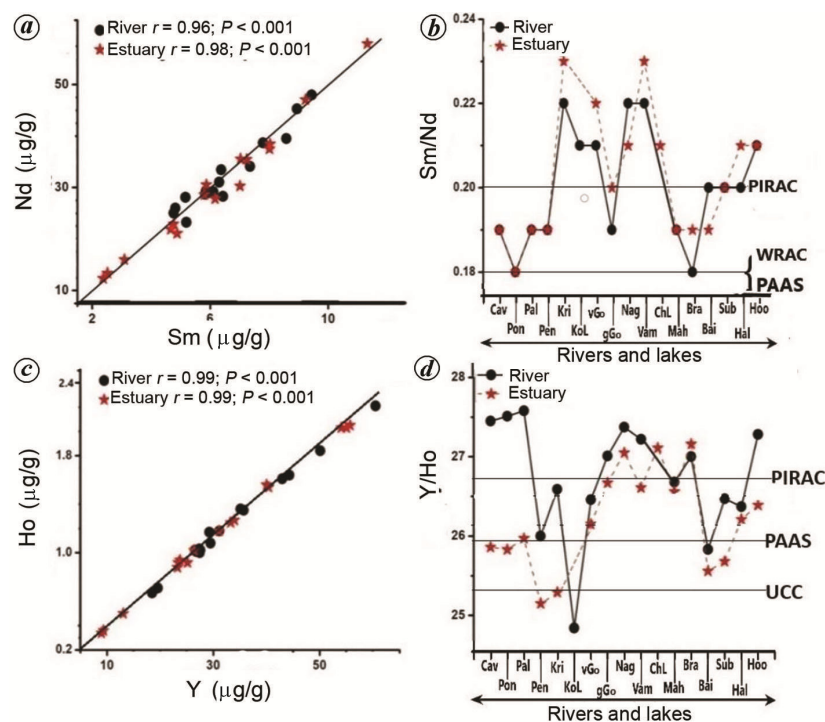 a
River r = 0.96; P < 0.001
Estuary r = 0.98; P < 0.001
50
30
10
Nd (μg/g)
2
6
10
Sm (μg/g)
b
River
Estuary
0.24
0.22
0.20
0.18
Sm/Nd
PIRAC
WRAC
PAAS
Cav Pal Kri vGo Nag ChL Bra Sub Hoo
Pon Pen KoL gGo Vam Mah Bai Hal
Rivers and lakes
c
River r = 0.99; P < 0.001
Estuary r = 0.99; P < 0.001
2.4
1.8
1.0
0.2
Ho (μg/g)
10
30
50
Y (μg/g)
d
River
Estuary
28
27
26
25
Y/Ho
PIRAC
PAAS
UCC
Cav Pal Kri vGo Nag ChL Bra Sub Hoo
Pon Pen KoL gGo Vam Mah Bai Hal
Rivers and lakes